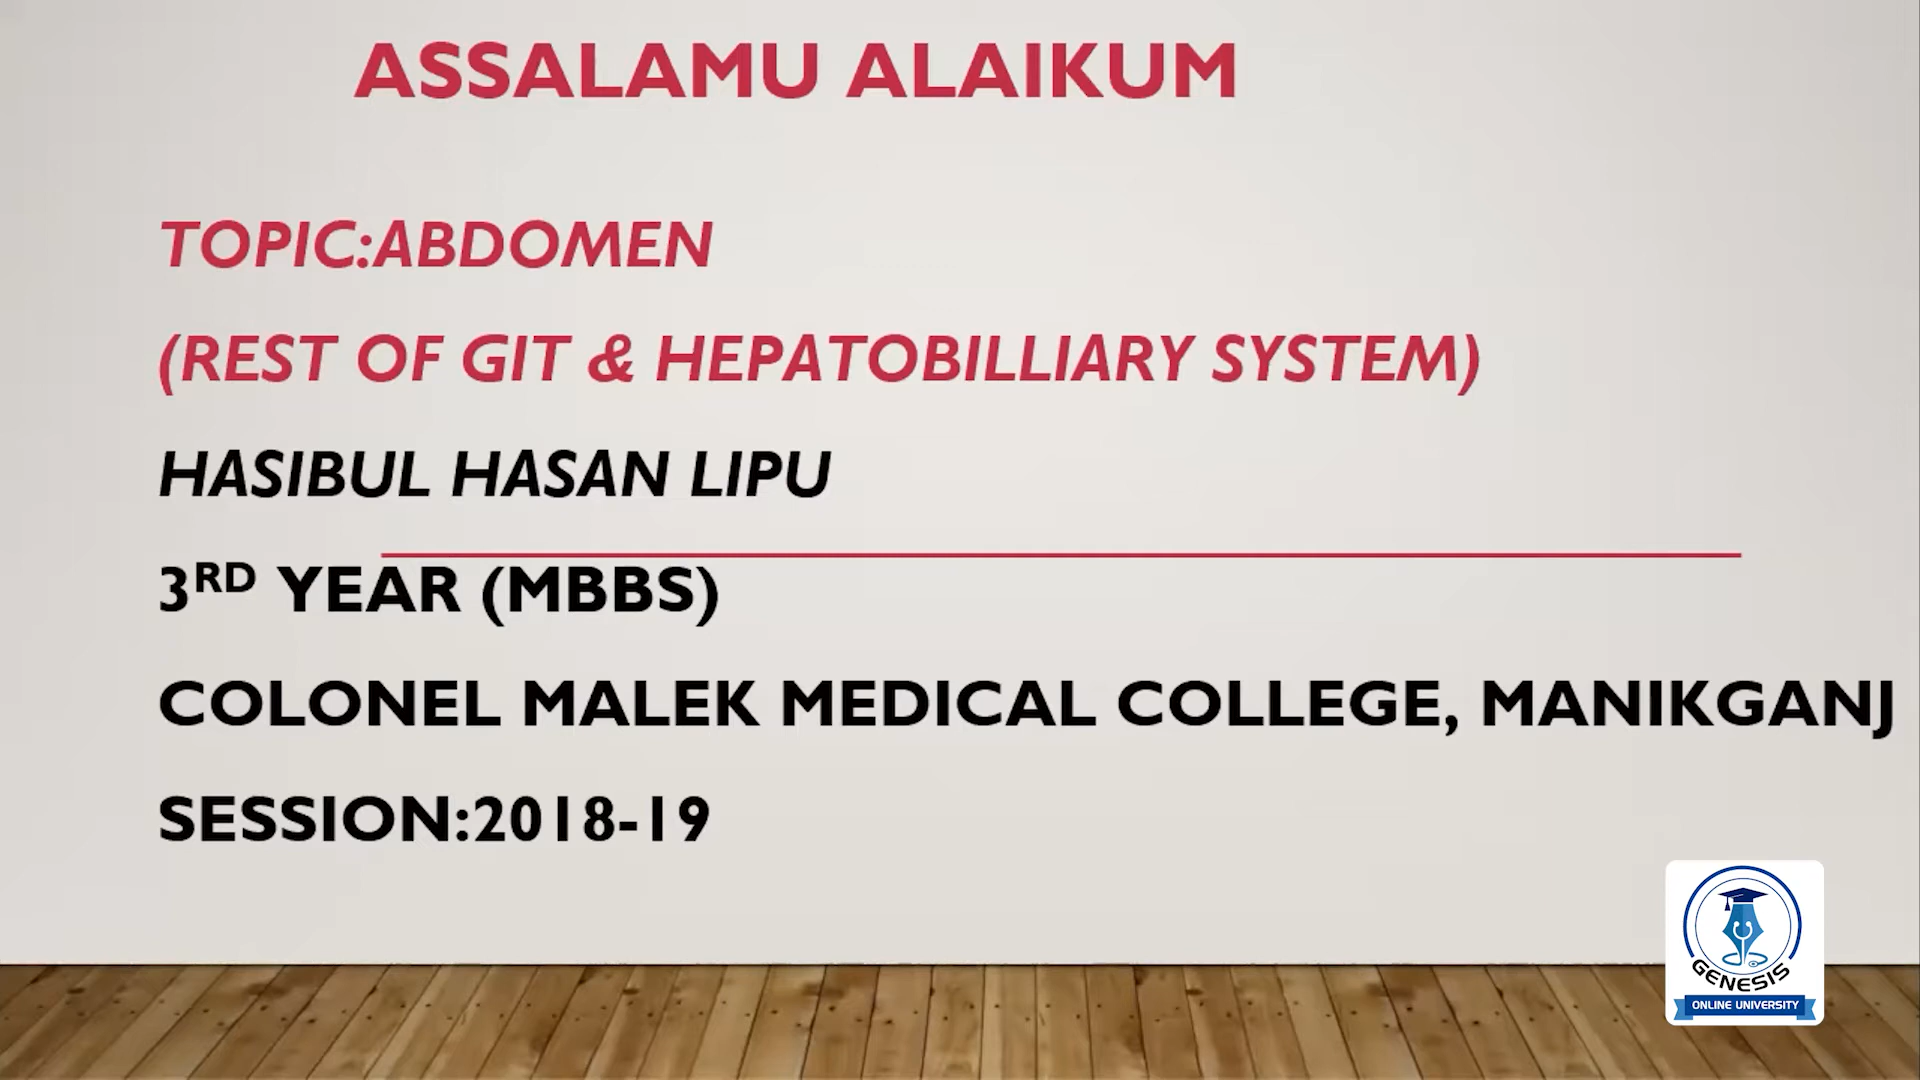 ASSALAMU ALAIKUM
TOPIC:ABDOMEN
(REST OF GIT & HEPATOBILLIARY SYSTEM)
HASIBUL HASAN LIPU
3RD YEAR (MBBS)
COLONEL MALEK MEDICAL COLLEGE, MANIKGANJ
SESSION:2018-19
GENESIS
ONLINE UNIVERSITY